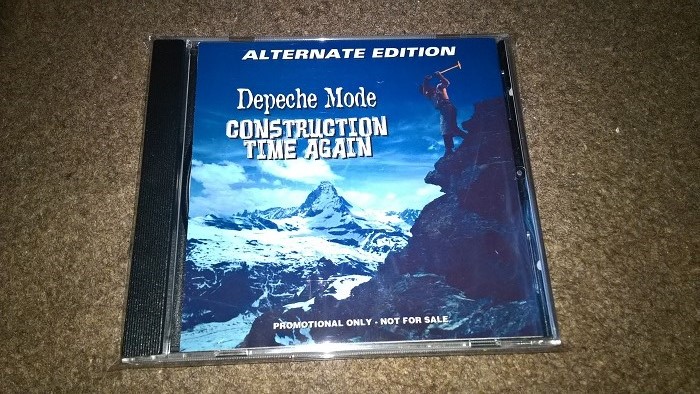 ALTERNATE EDITION
Depeche Mode
CONSTRUCTION
TIME AGAIN
PROMOTIONAL ONLY - NOT FOR SALE